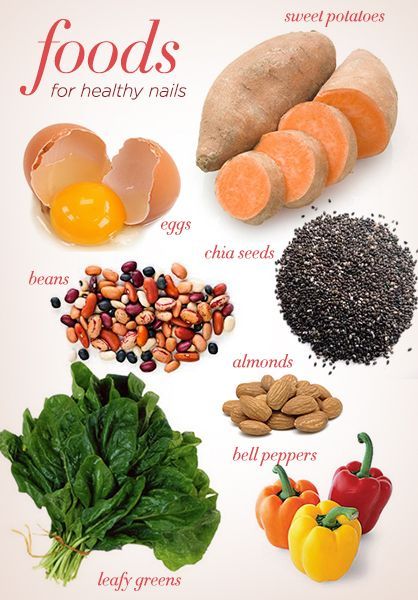 foods
for healthy nails
sweet potatoes
eggs
chia seeds
beans
almonds
bell peppers
leafy greens